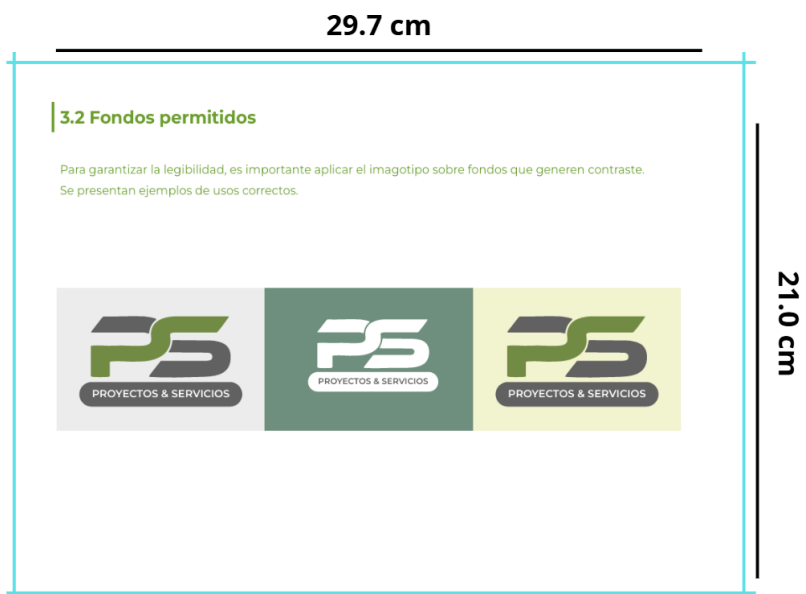 29.7 cm
3.2 Fondos permitidos
Para garantizar la legibilidad, es importante aplicar el imagotipo sobre fondos que generen contraste.
Se presentan ejemplos de usos correctos.
PS
PROYECTOS & SERVICIOS
PS
PROYECTOS & SERVICIOS
PS
PROYECTOS & SERVICIOS
21.0 cm